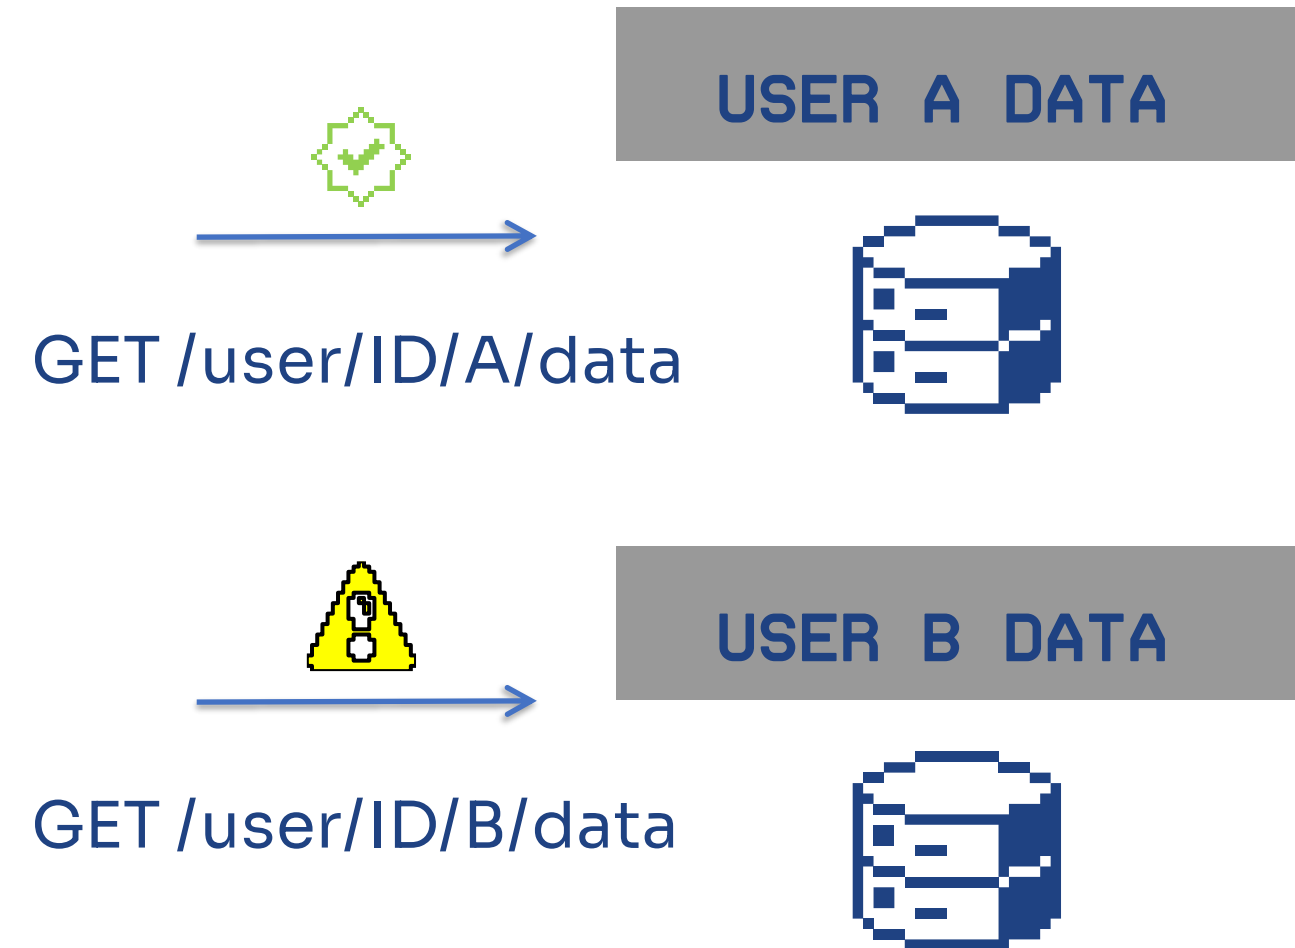 USER A DATA
GET /user/ID/A/data
USER B DATA
GET /user/ID/B/data